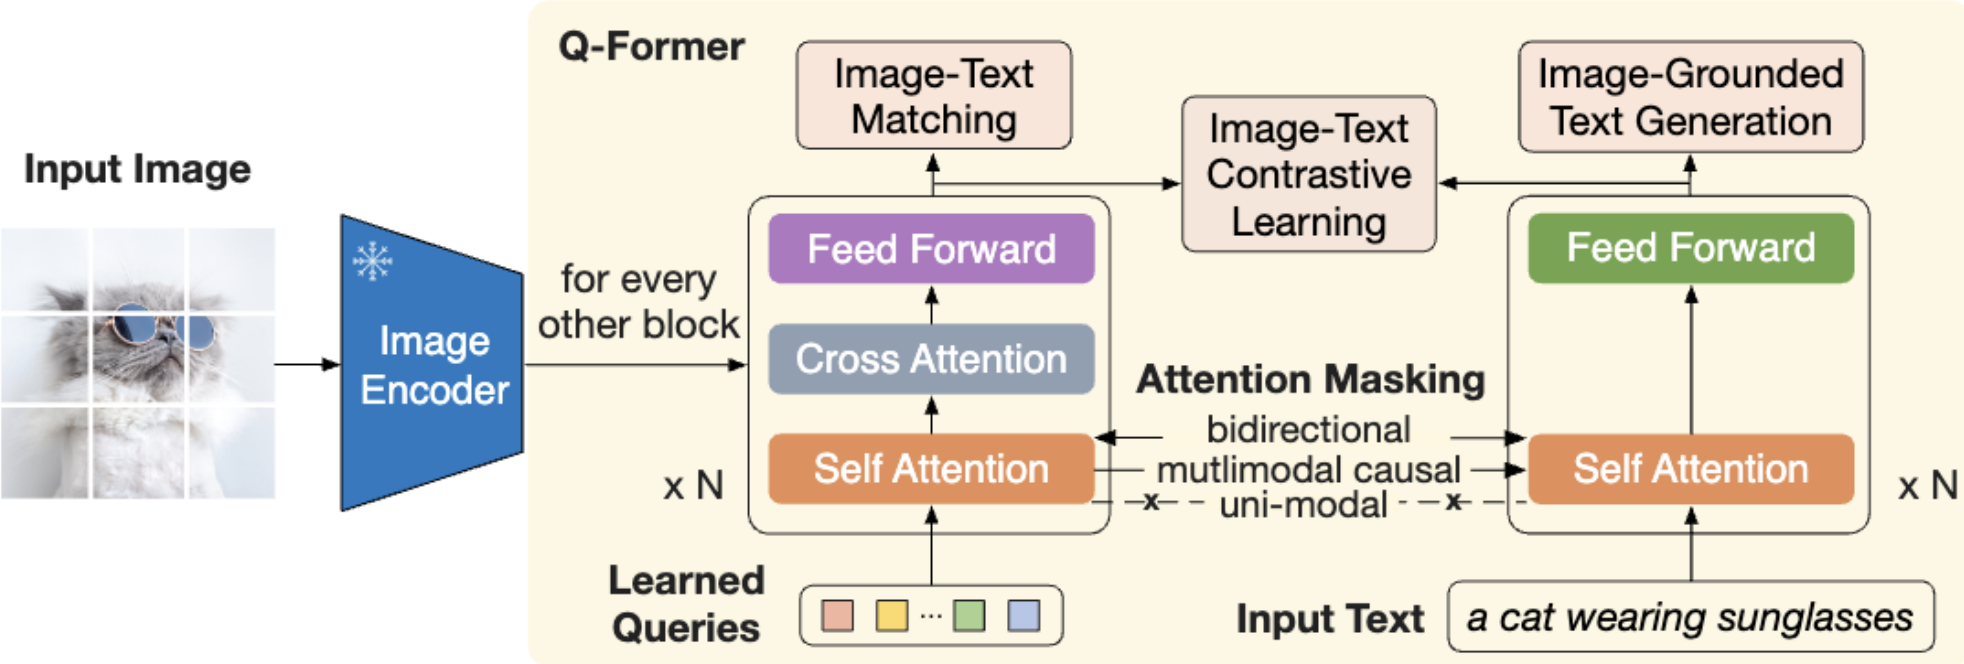 Q-Former
Image-Text
Matching
Image-Grounded
Text Generation
Image-Text
Contrastive
Learning
Input Image
Feed Forward
Feed Forward
for every
other block
Image
Encoder
Cross Attention
Attention Masking
bidirectional
mutlimodal causal
uni-modal
x
x
Self Attention
Self Attention
x N
x N
Learned
Queries
...
Input Text
a cat wearing sunglasses